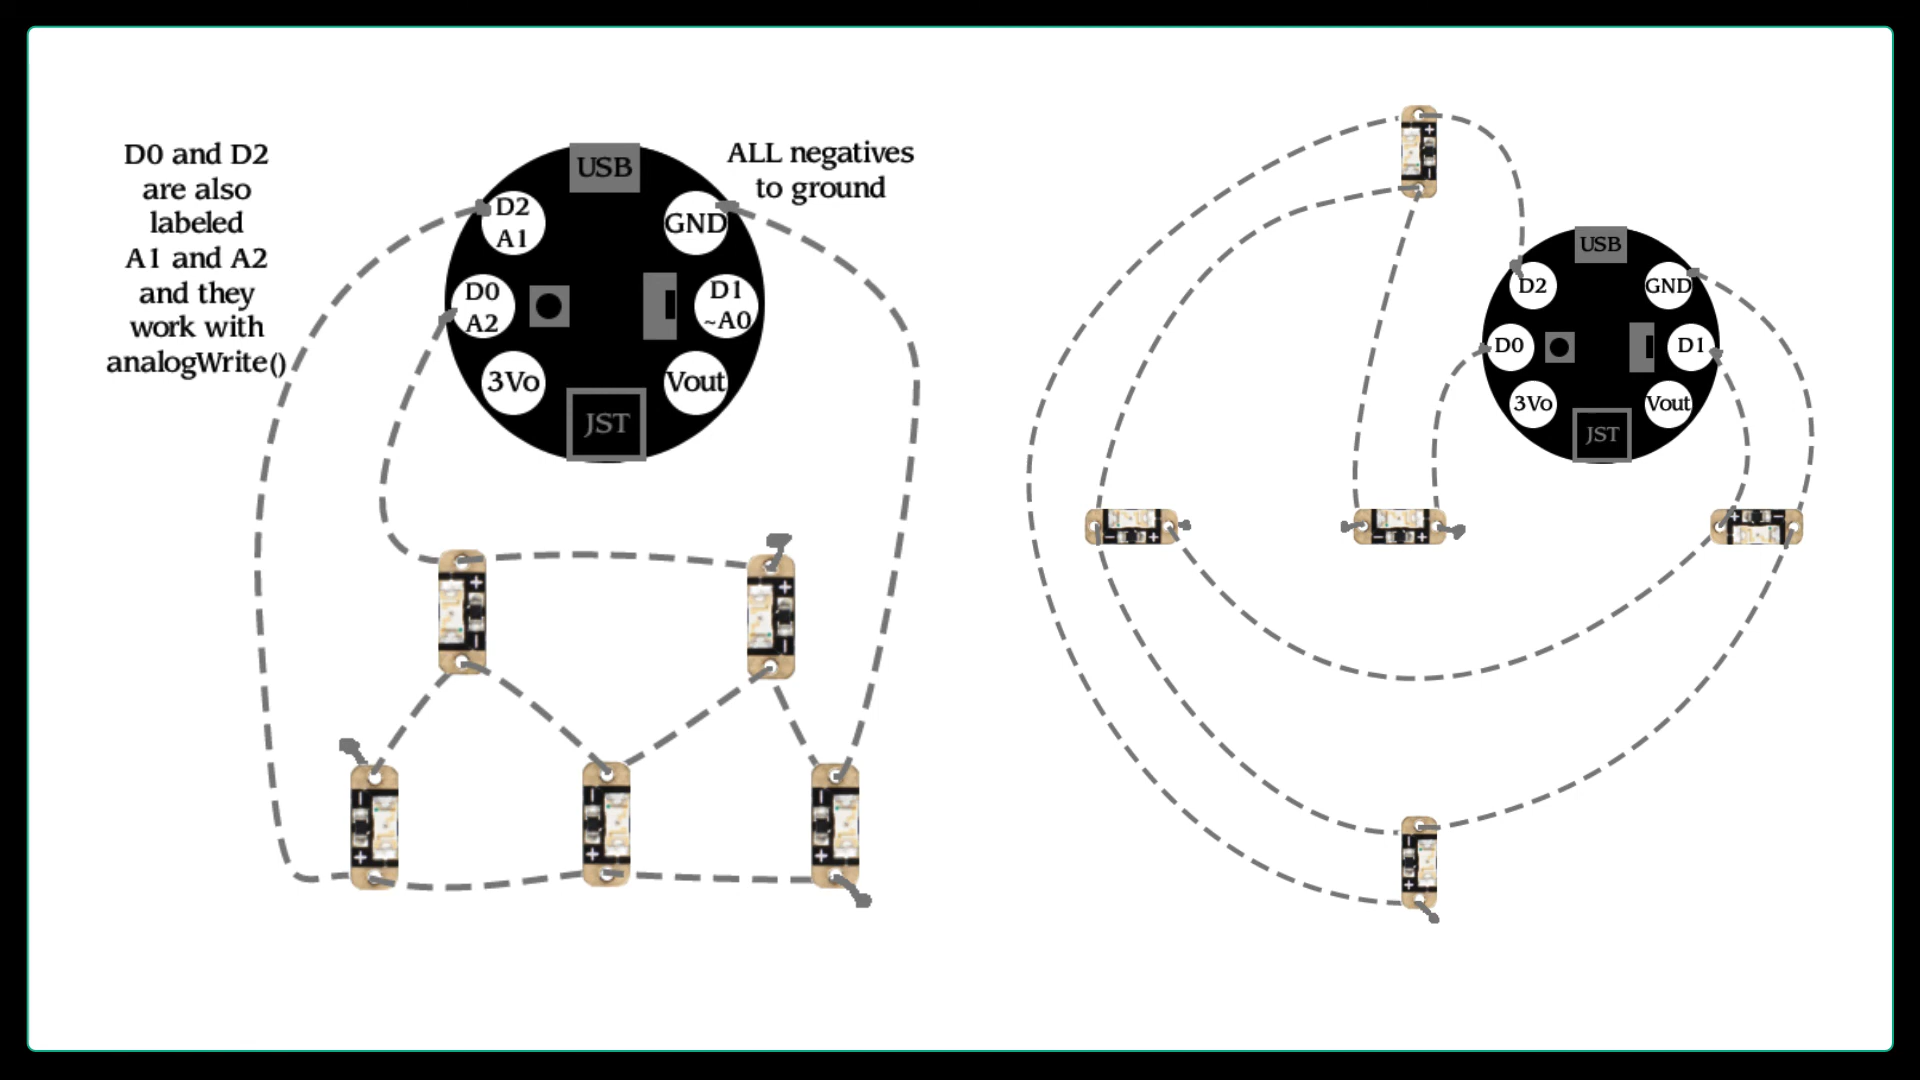 D0 and D2
are also
labeled
A1 and A2
and they
work with
analogWrite()
ALL negatives
to ground
USB
D2
A1
GND
D0
A2
D1
~A0
3Vo
Vout
JST
+
-
+
-
-
+
-
+
-
+
+
-
USB
D2
GND
D0
D1
3Vo
Vout
JST
- +
- +
+ -
-
+